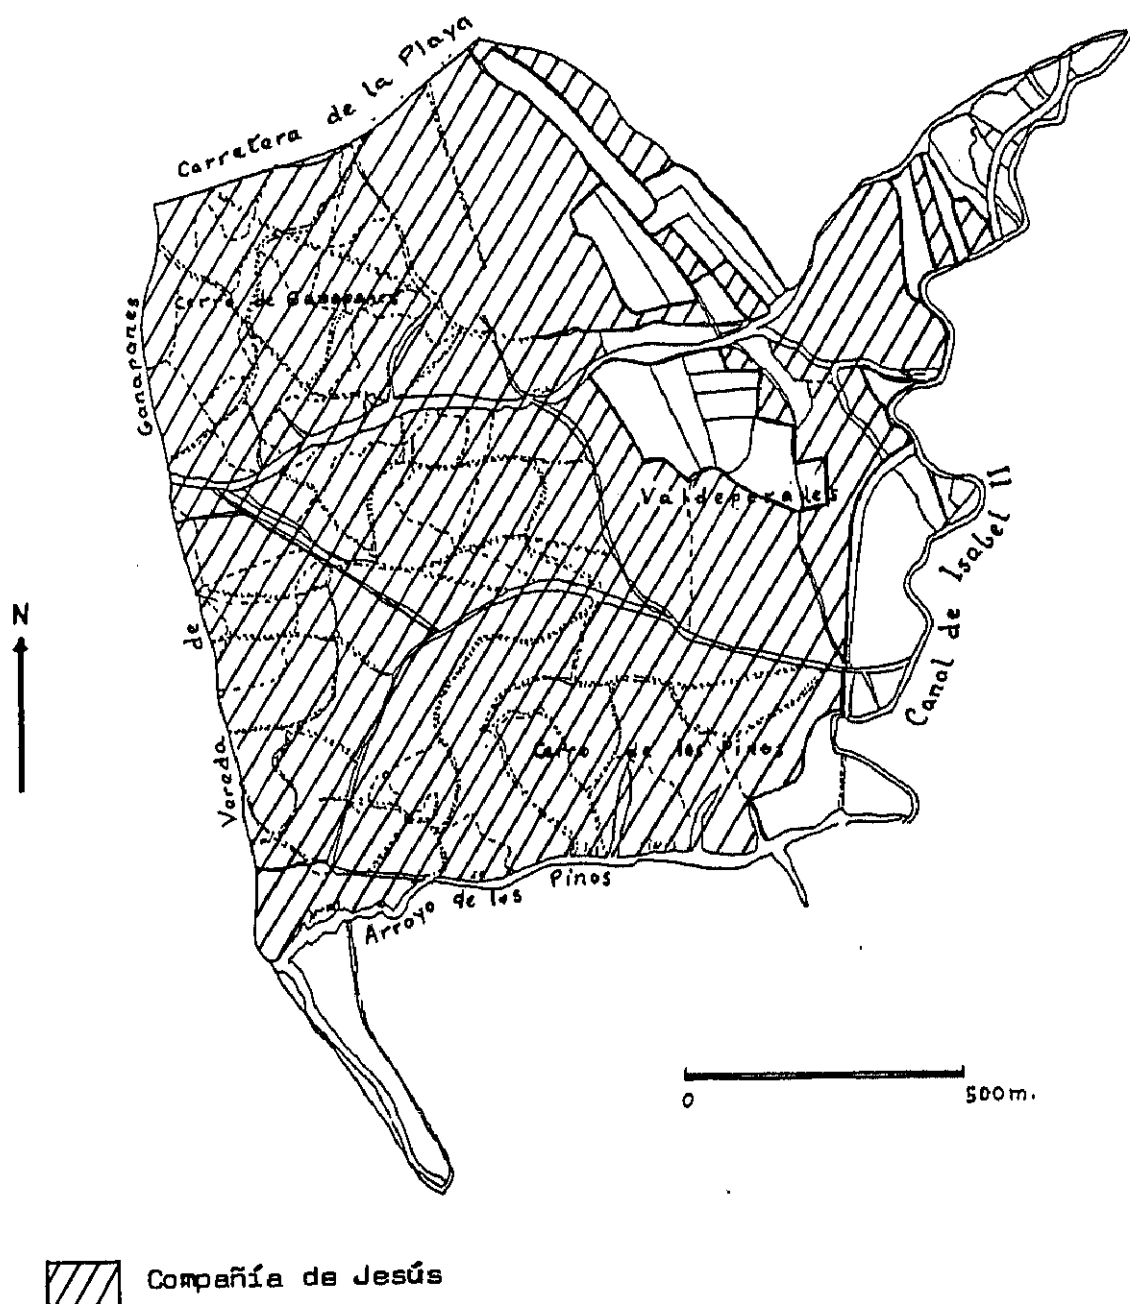 Carretera de la Playa
Cerro de Ganapanes
Vereda de Ganapanes
Valdeperales
Canal de Isabel II
N
Cerro de los Pinos
Arroyo de los Pinos
0 500m.
Compañía de Jesús